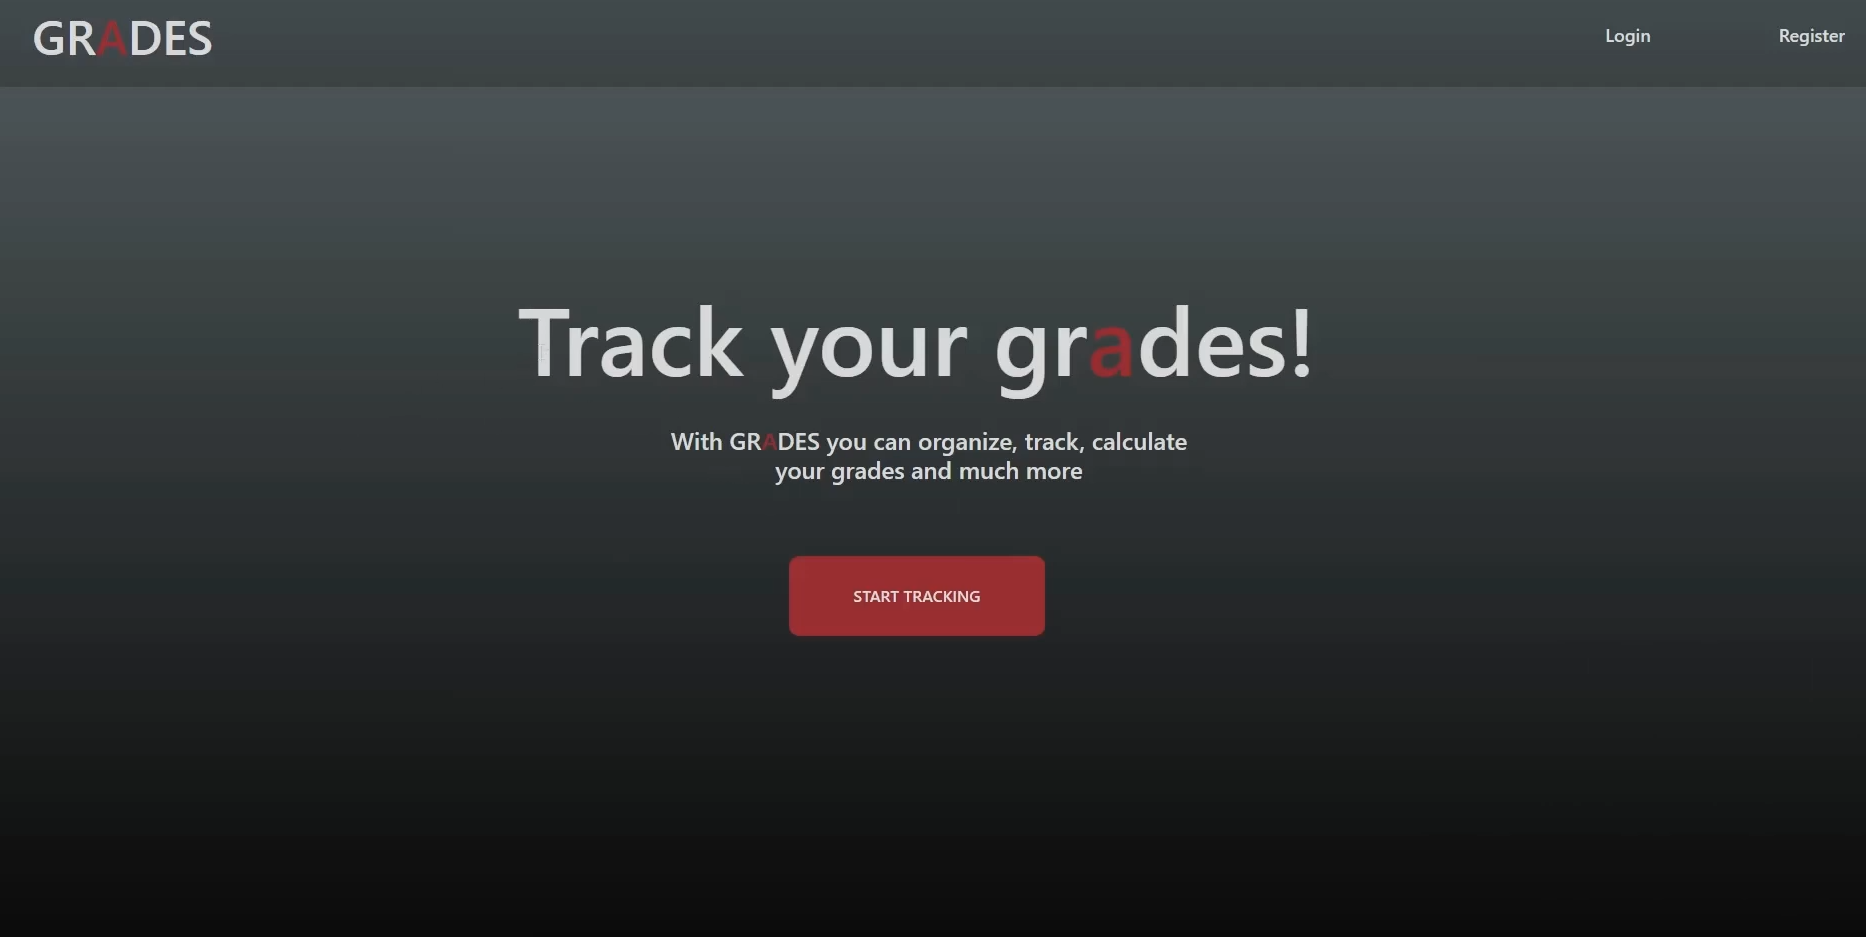 GRADES
Login
Register
Track your grades!
With GRADES you can organize, track, calculate
your grades and much more
START TRACKING